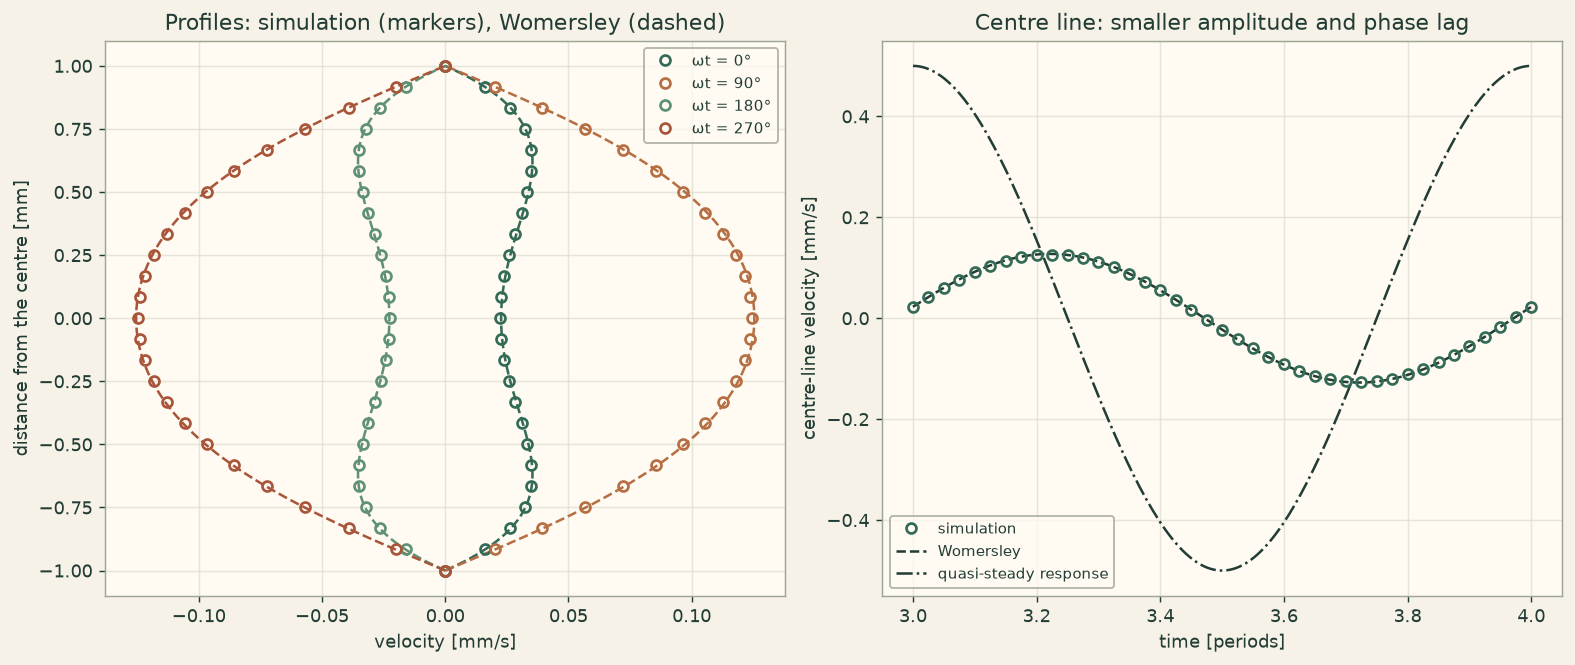 Profiles: simulation (markers), Womersley (dashed)
ωt = 0°
ωt = 90°
ωt = 180°
ωt = 270°
distance from the centre [mm]
1.00
0.75
0.50
0.25
0.00
−0.25
−0.50
−0.75
−1.00
−0.10
−0.05
0.00
0.05
0.10
velocity [mm/s]
Centre line: smaller amplitude and phase lag
centre-line velocity [mm/s]
0.4
0.2
0.0
−0.2
−0.4
simulation
Womersley
quasi-steady response
3.0
3.2
3.4
3.6
3.8
4.0
time [periods]